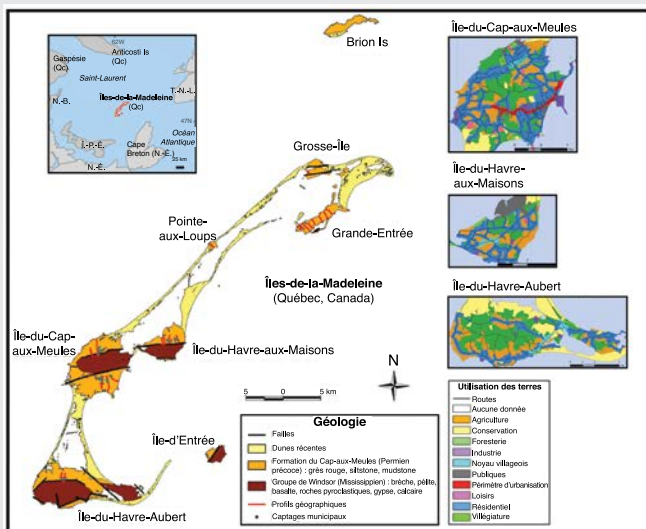 62W
Anticosti Is
(Qc)
Gaspésie
(Qc)
Saint-Laurent
Îles-de-la-Madeleine
(Qc)
T.-N.-L.
N.-B.
47N
Océan
Atlantique
Î.-P.-É.
Cape
Breton (N.-É.)
N.-É.
25 km
Brion Is
Grosse-Île
Pointe-
aux-Loups
Grande-Entrée
Îles-de-la-Madeleine
(Québec, Canada)
Île-du-Cap-
aux-Meules
Île-du-Havre-aux-Maisons
Île-d'Entrée
Île-du-Havre-Aubert
N
5 0 5 km
Géologie
Failles
Dunes récentes
Formation du Cap-aux-Meules (Permien
précoce) : grès rouge, siltstone, mudstone
Groupe de Windsor (Mississippien) : brèche, pélite,
basalte, roches pyroclastiques, gypse, calcaire
Profils géographiques
Captages municipaux
Île-du-Cap-aux-Meules
Île-du-Havre-
aux-Maisons
Île-du-Havre-Aubert
Utilisation des terres
Routes
Aucune donnée
Agriculture
Conservation
Foresterie
Industrie
Noyau villageois
Publiques
Périmètre d'urbanisation
Loisirs
Résidentiel
Villégiature